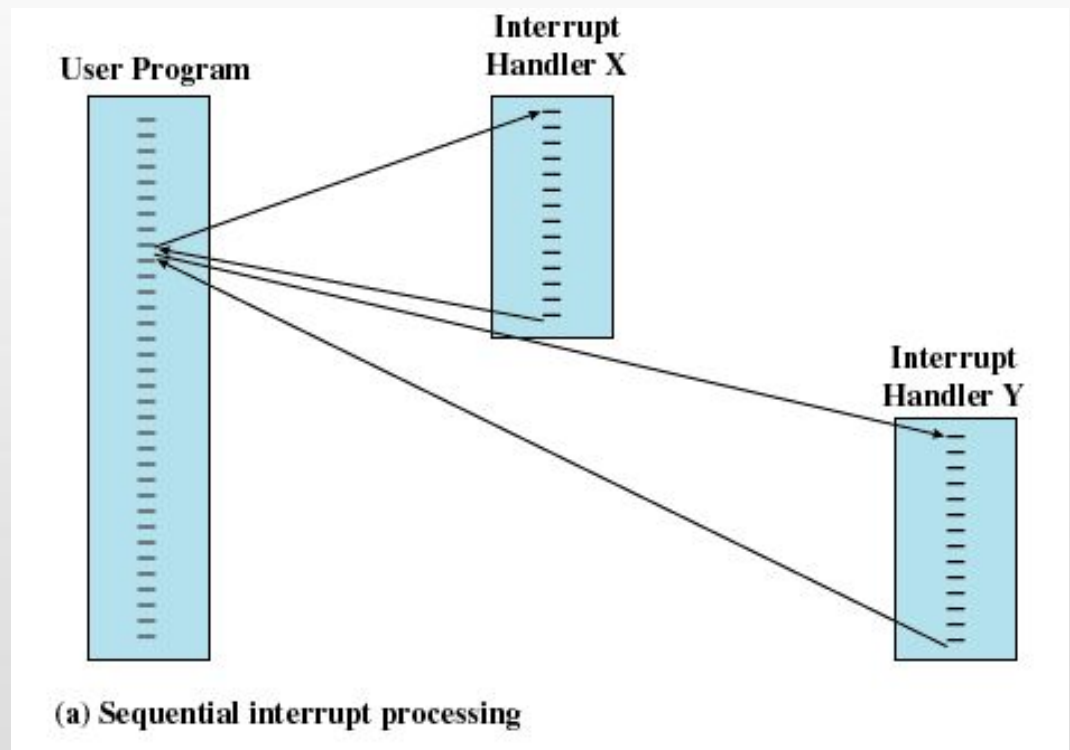 User Program
Interrupt
Handler X
Interrupt
Handler Y
(a) Sequential interrupt processing